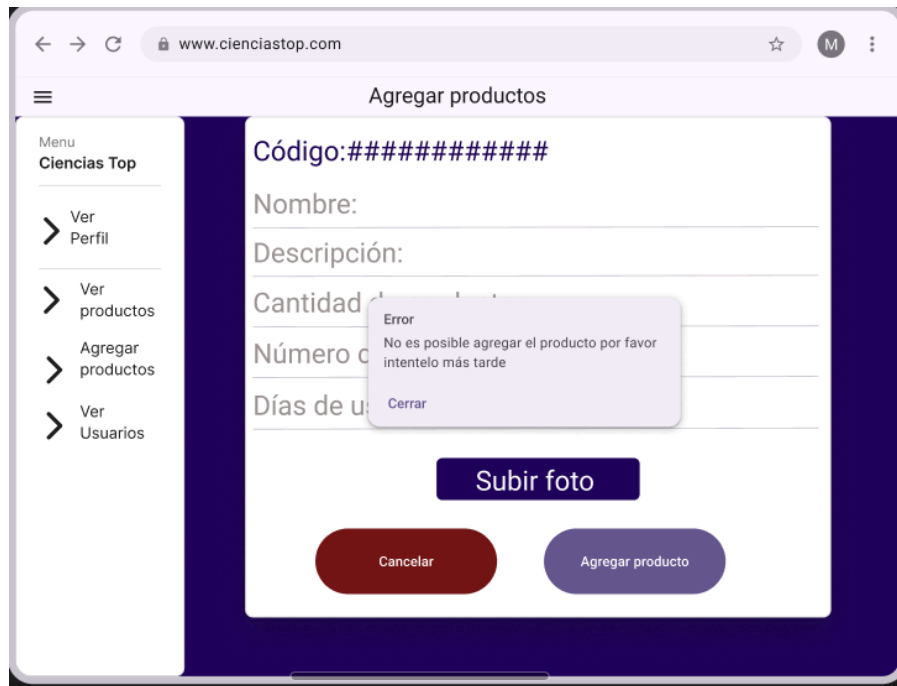 www.cienciastop.com
M
Agregar productos
Menu
Ciencias Top
Ver
Perfil
Ver
productos
Agregar
productos
Ver
Usuarios
Código:############
Nombre:
Descripción:
Cantidad
Número
Días de
Error
No es posible agregar el producto por favor
intentelo más tarde
Cerrar
Subir foto
Cancelar
Agregar producto